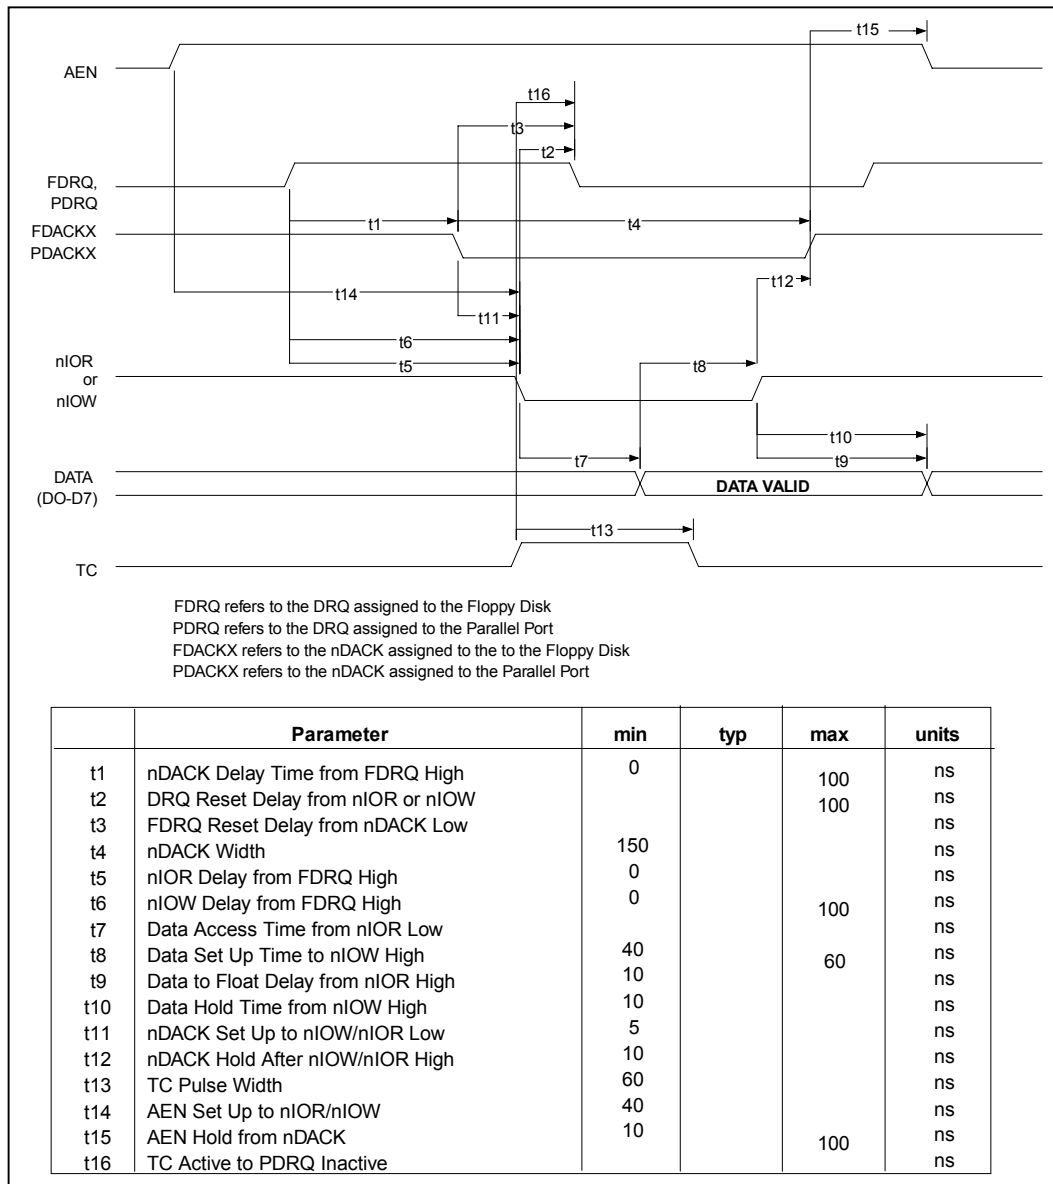 t15
AEN
t16
t3
t2
FDRQ,
PDRQ
t1
t4
FDACKX
PDACKX
t12
t14
t11
t6
t5
t8
nIOR
or
nIOW
t10
t7
t9
DATA
(DO-D7)
DATA VALID
t13
TC
FDRQ refers to the DRQ assigned to the Floppy Disk
PDRQ refers to the DRQ assigned to the Parallel Port
FDACKX refers to the nDACK assigned to the to the Floppy Disk
PDACKX refers to the nDACK assigned to the Parallel Port
Parameter min typ max units
t1 nDACK Delay Time from FDRQ High 0 100 ns
t2 DRQ Reset Delay from nIOR or nIOW 100 ns
t3 FDRQ Reset Delay from nDACK Low ns
t4 nDACK Width 150 ns
t5 nIOR Delay from FDRQ High 0 ns
t6 nIOW Delay from FDRQ High 0 100 ns
t7 Data Access Time from nIOR Low ns
t8 Data Set Up Time to nIOW High 40 60 ns
t9 Data to Float Delay from nIOR High 10 ns
t10 Data Hold Time from nIOW High 10 ns
t11 nDACK Set Up to nIOW/nIOR Low 5 ns
t12 nDACK Hold After nIOW/nIOR High 10 ns
t13 TC Pulse Width 60 ns
t14 AEN Set Up to nIOR/nIOW 40 ns
t15 AEN Hold from nDACK 10 100 ns
t16 TC Active to PDRQ Inactive ns